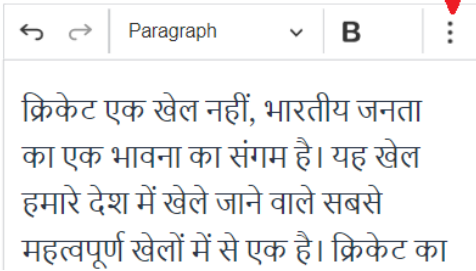 Paragraph B
क्रिकेट एक खेल नहीं, भारतीय जनता
का एक भावना का संगम है। यह खेल
हमारे देश में खेले जाने वाले सबसे
महत्वपूर्ण खेलों में से एक है। क्रिकेट का